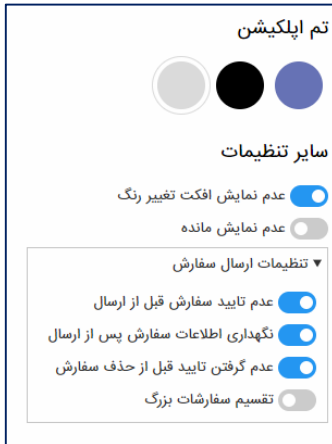 تم اپلکیشن
سایر تنظیمات
عدم نمایش افکت تغییر رنگ
عدم نمایش مانده
▼ تنظیمات ارسال سفارش
عدم تایید سفارش قبل از ارسال
نگهداری اطلاعات سفارش پس از ارسال
عدم گرفتن تایید قبل از حذف سفارش
تقسیم سفارشات بزرگ